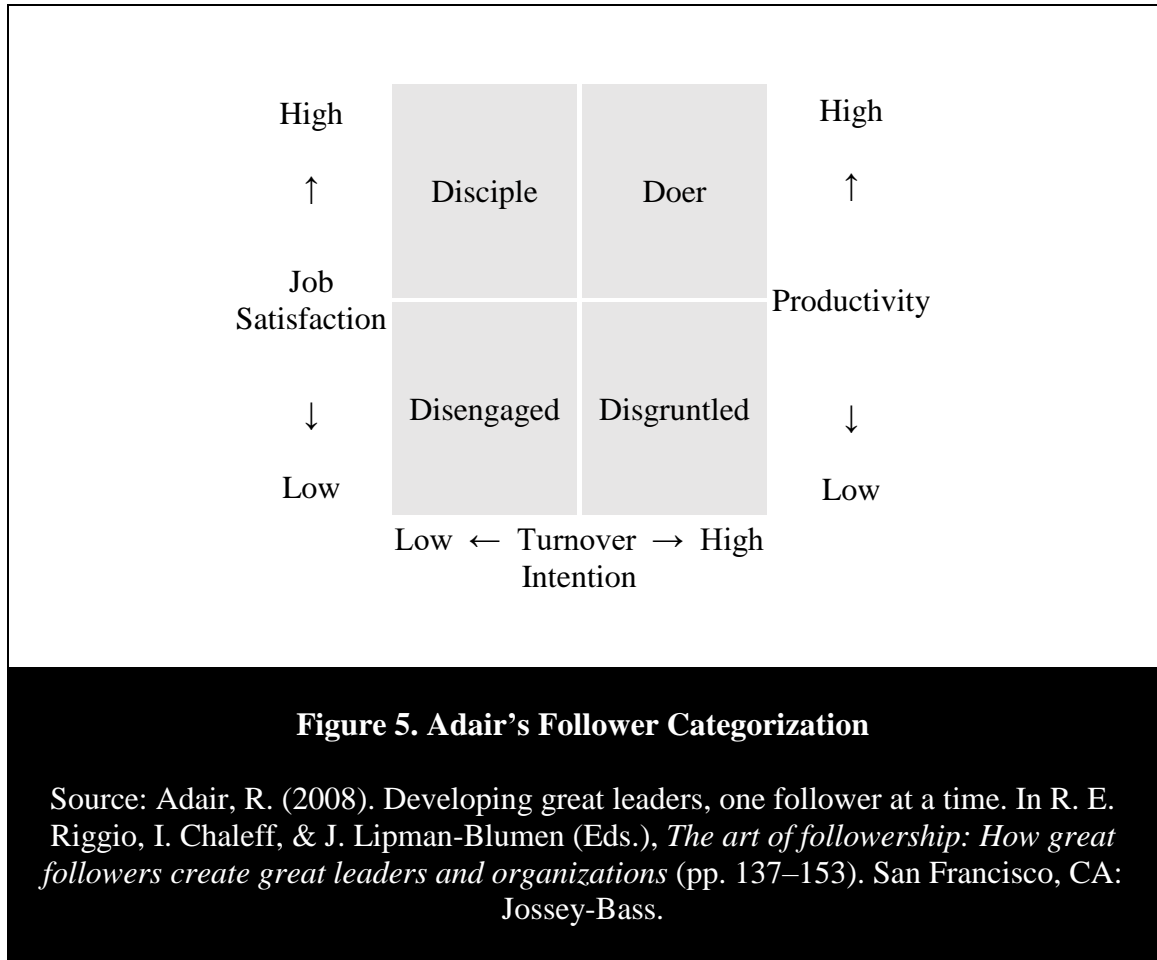 High
High
↑
↑
Disciple
Doer
Job
Satisfaction
Productivity
Disengaged
Disgruntled
↓
↓
Low
Low
Low ← Turnover → High
Intention
Figure 5. Adair’s Follower Categorization
Source: Adair, R. (2008). Developing great leaders, one follower at a time. In R. E.
Riggio, I. Chaleff, & J. Lipman-Blumen (Eds.), The art of followership: How great
followers create great leaders and organizations (pp. 137–153). San Francisco, CA:
Jossey-Bass.